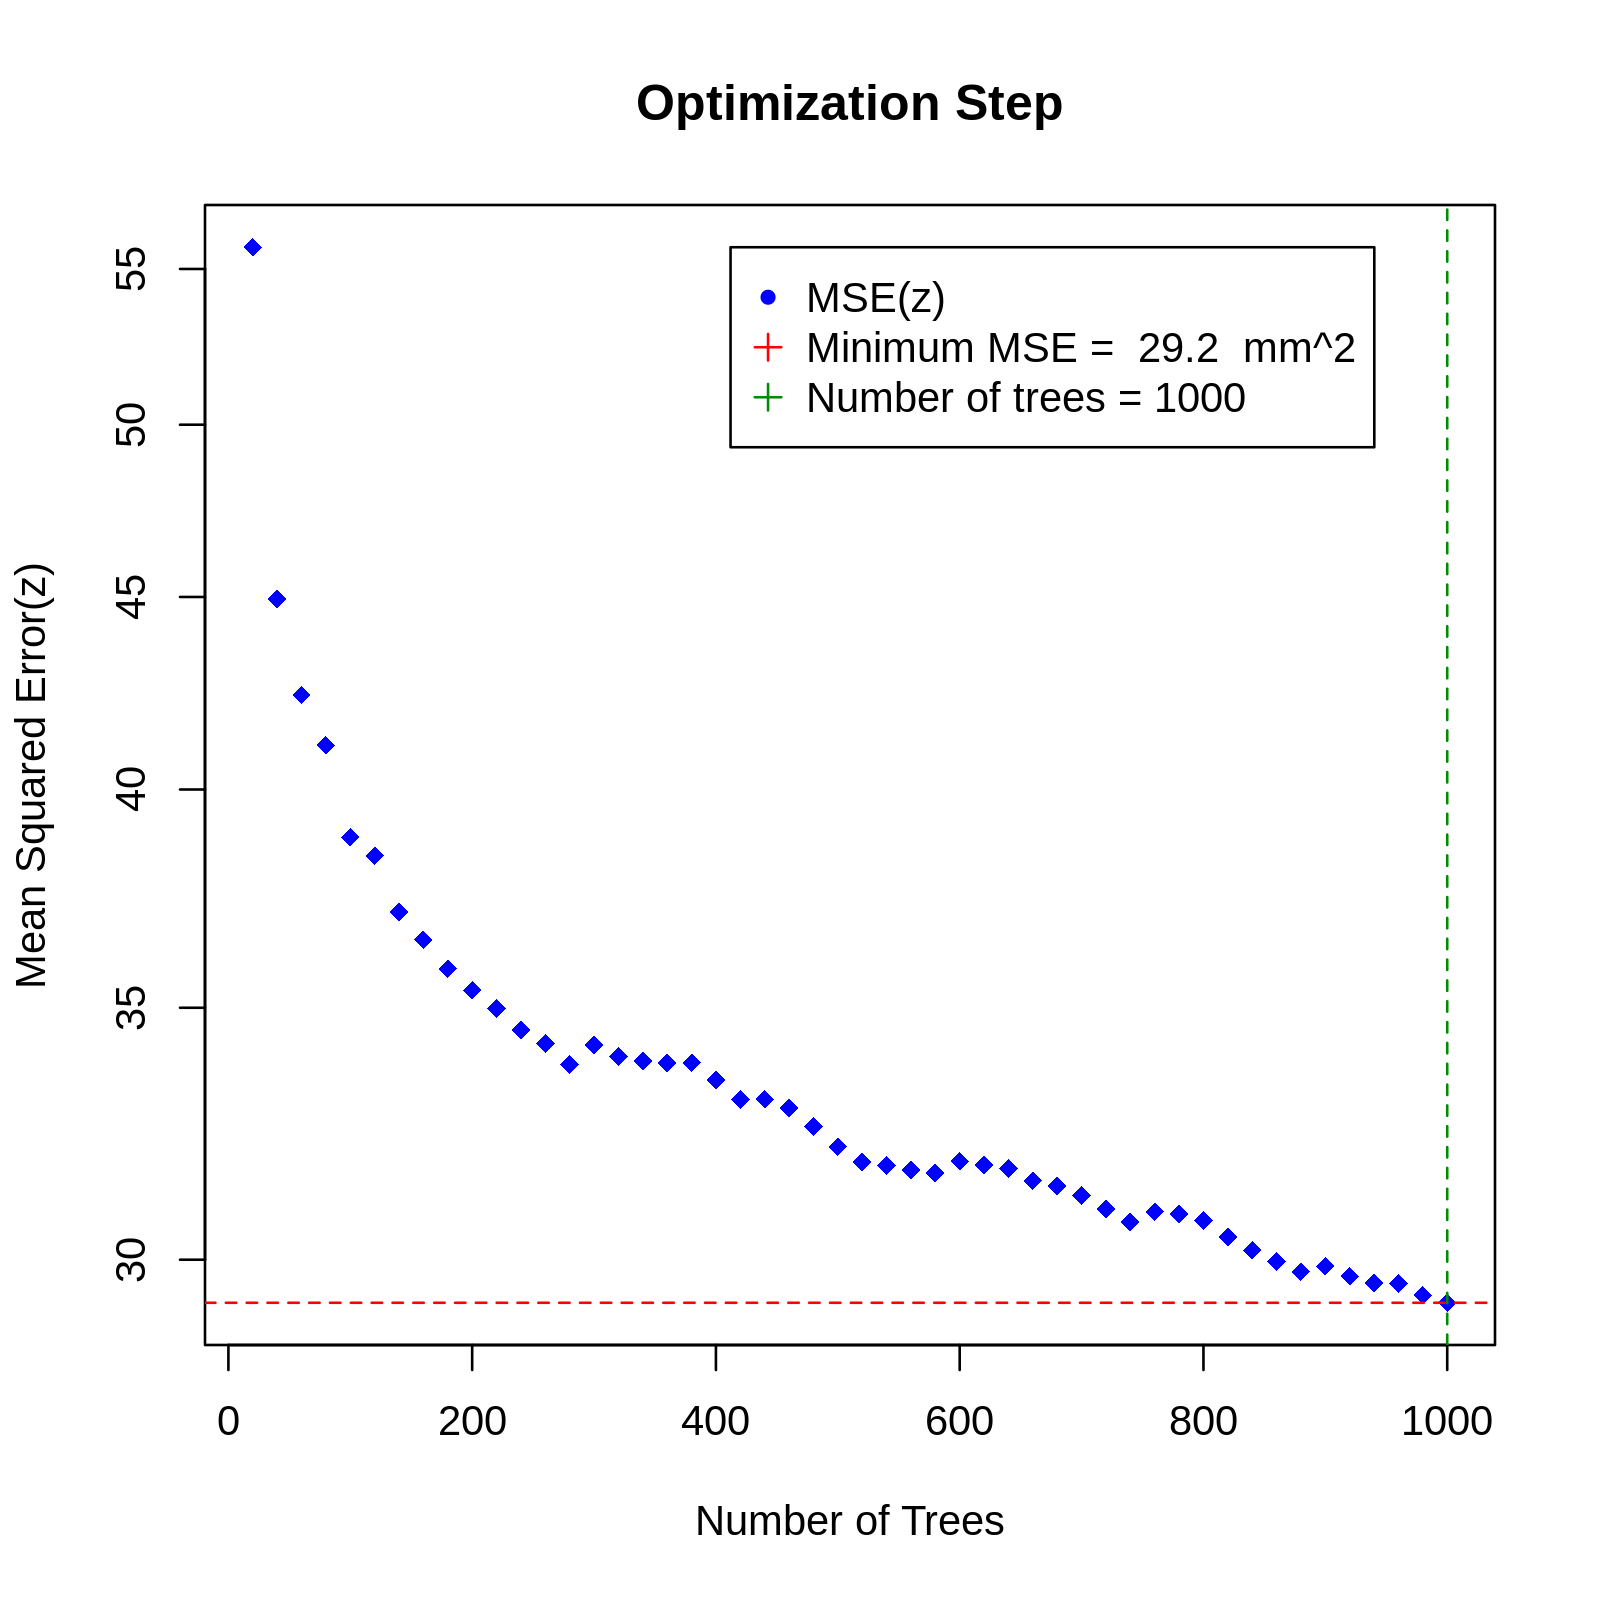 Optimization Step
MSE(z)
Minimum MSE =  29.2  mm^2
Number of trees = 1000
Mean Squared Error(z)
55
50
45
40
35
30
0 200 400 600 800 1000
Number of Trees